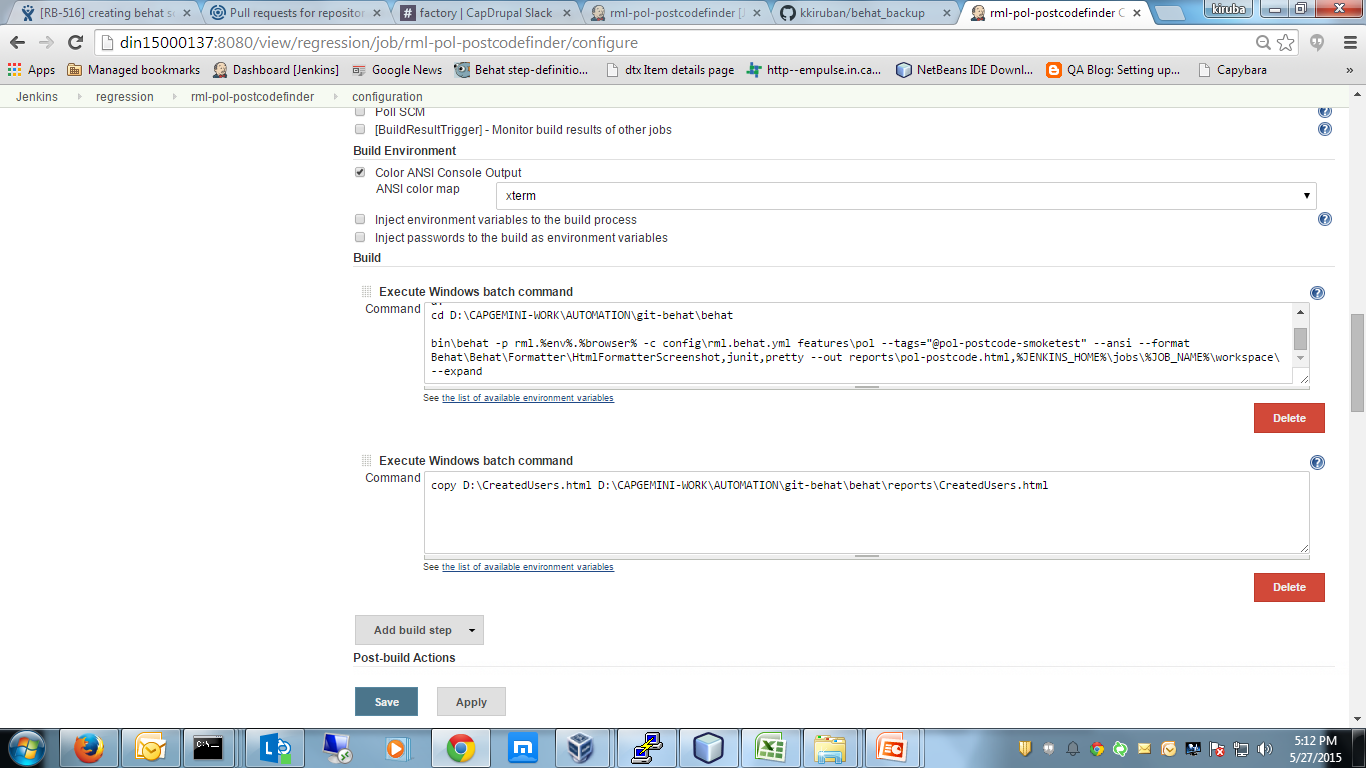 [RB-516] creating behat s
Pull requests for repositor
factory | CapDrupal Slack
rml-pol-postcodefinder [J
kkiruban/behat_backup
rml-pol-postcodefinder C
kiruba
din15000137:8080/view/regression/job/rml-pol-postcodefinder/configure
Apps
Managed bookmarks
Dashboard [Jenkins]
Google News
Behat step-definitio...
dtx Item details page
http--empulse.in.ca...
NetBeans IDE Downl...
QA Blog: Setting up...
Capybara
»
Jenkins
regression
rml-pol-postcodefinder
configuration
Poll SCM
[BuildResultTrigger] - Monitor build results of other jobs
Build Environment
Color ANSI Console Output
ANSI color map
xterm
Inject environment variables to the build process
Inject passwords to the build as environment variables
Build
Execute Windows batch command
Command
d:
cd D:\CAPGEMINI-WORK\AUTOMATION\git-behat\behat
bin\behat -p rml.%env%.%browser% -c config\rml.behat.yml features\pol --tags="@pol-postcode-smoketest" --ansi --format
Behat\Behat\Formatter\HtmlFormatterScreenshot,junit,pretty --out reports\pol-postcode.html,%JENKINS_HOME%\jobs\%JOB_NAME%\workspace\
--expand
See the list of available environment variables
Delete
Execute Windows batch command
Command
copy D:\CreatedUsers.html D:\CAPGEMINI-WORK\AUTOMATION\git-behat\behat\reports\CreatedUsers.html
See the list of available environment variables
Delete
Add build step
Post-build Actions
Save
Apply
5:12 PM
5/27/2015